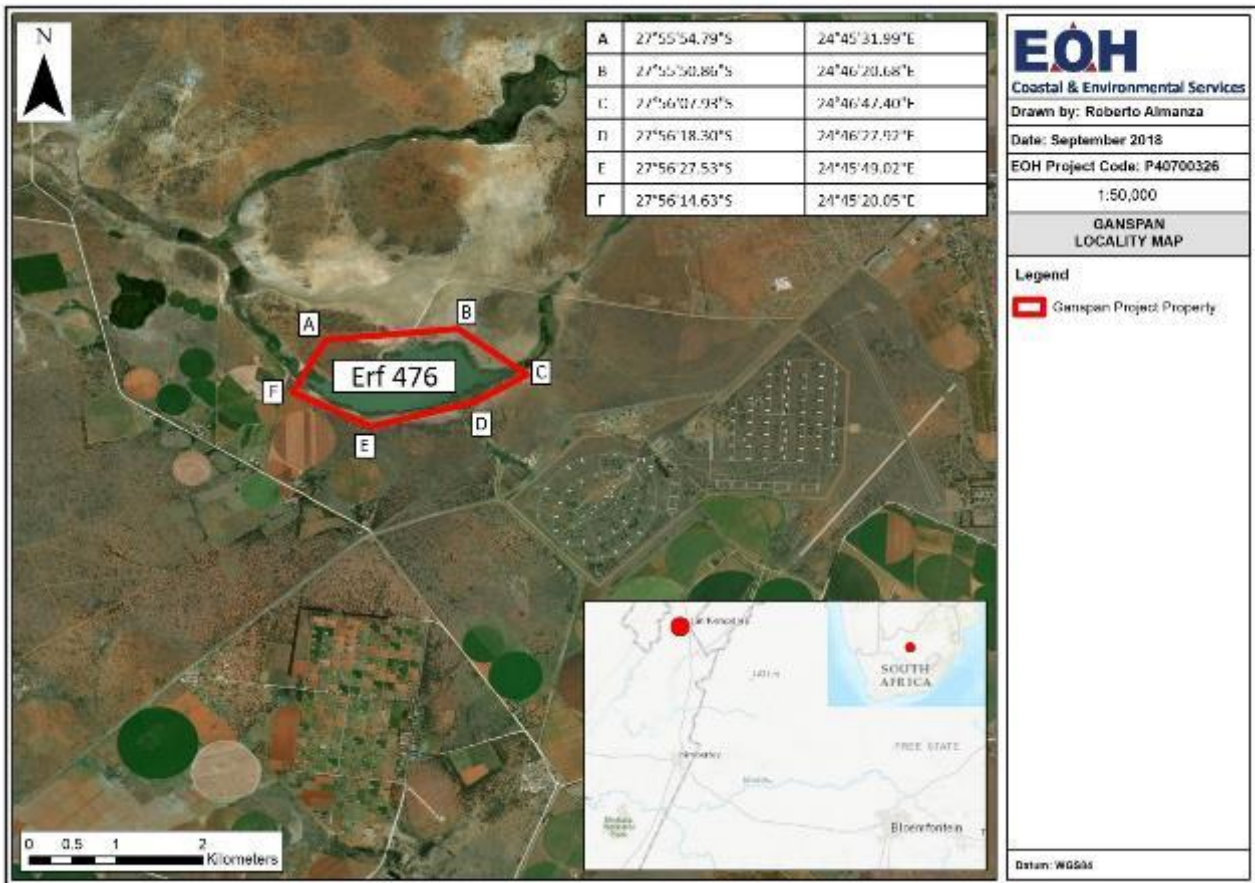 N
A 27°55'54.79"S 24°45'31.99"E
B 27°55'50.86"S 24°46'20.68"E
C 27°56'07.93"S 24°46'47.40"E
D 27°56'18.30"S 24°46'27.92"E
E 27°56'27.53"S 24°45'49.02"E
F 27°56'14.63"S 24°45'20.05"E
EOH
Coastal & Environmental Services
Drawn by: Roberto Almanza
Date: September 2018
EOH Project Code: P40700326
1:50,000
GANSPAN
LOCALITY MAP
Legend
Ganspan Project Property
A
B
C
D
E
F
Erf 476
SOUTH
AFRICA
Kimberley
FREE STATE
Bloemfontein
0 0.5 1 2
Kilometers
Datum: WGS84